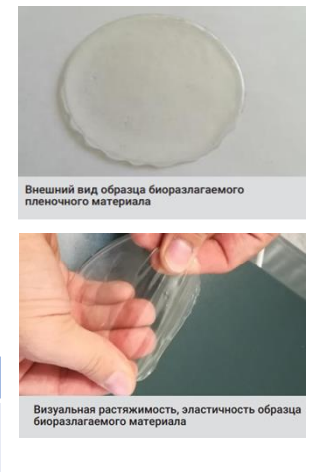 Внешний вид образца биоразлагаемого
пленочного материала
Визуальная растяжимость, эластичность образца
биоразлагаемого материала